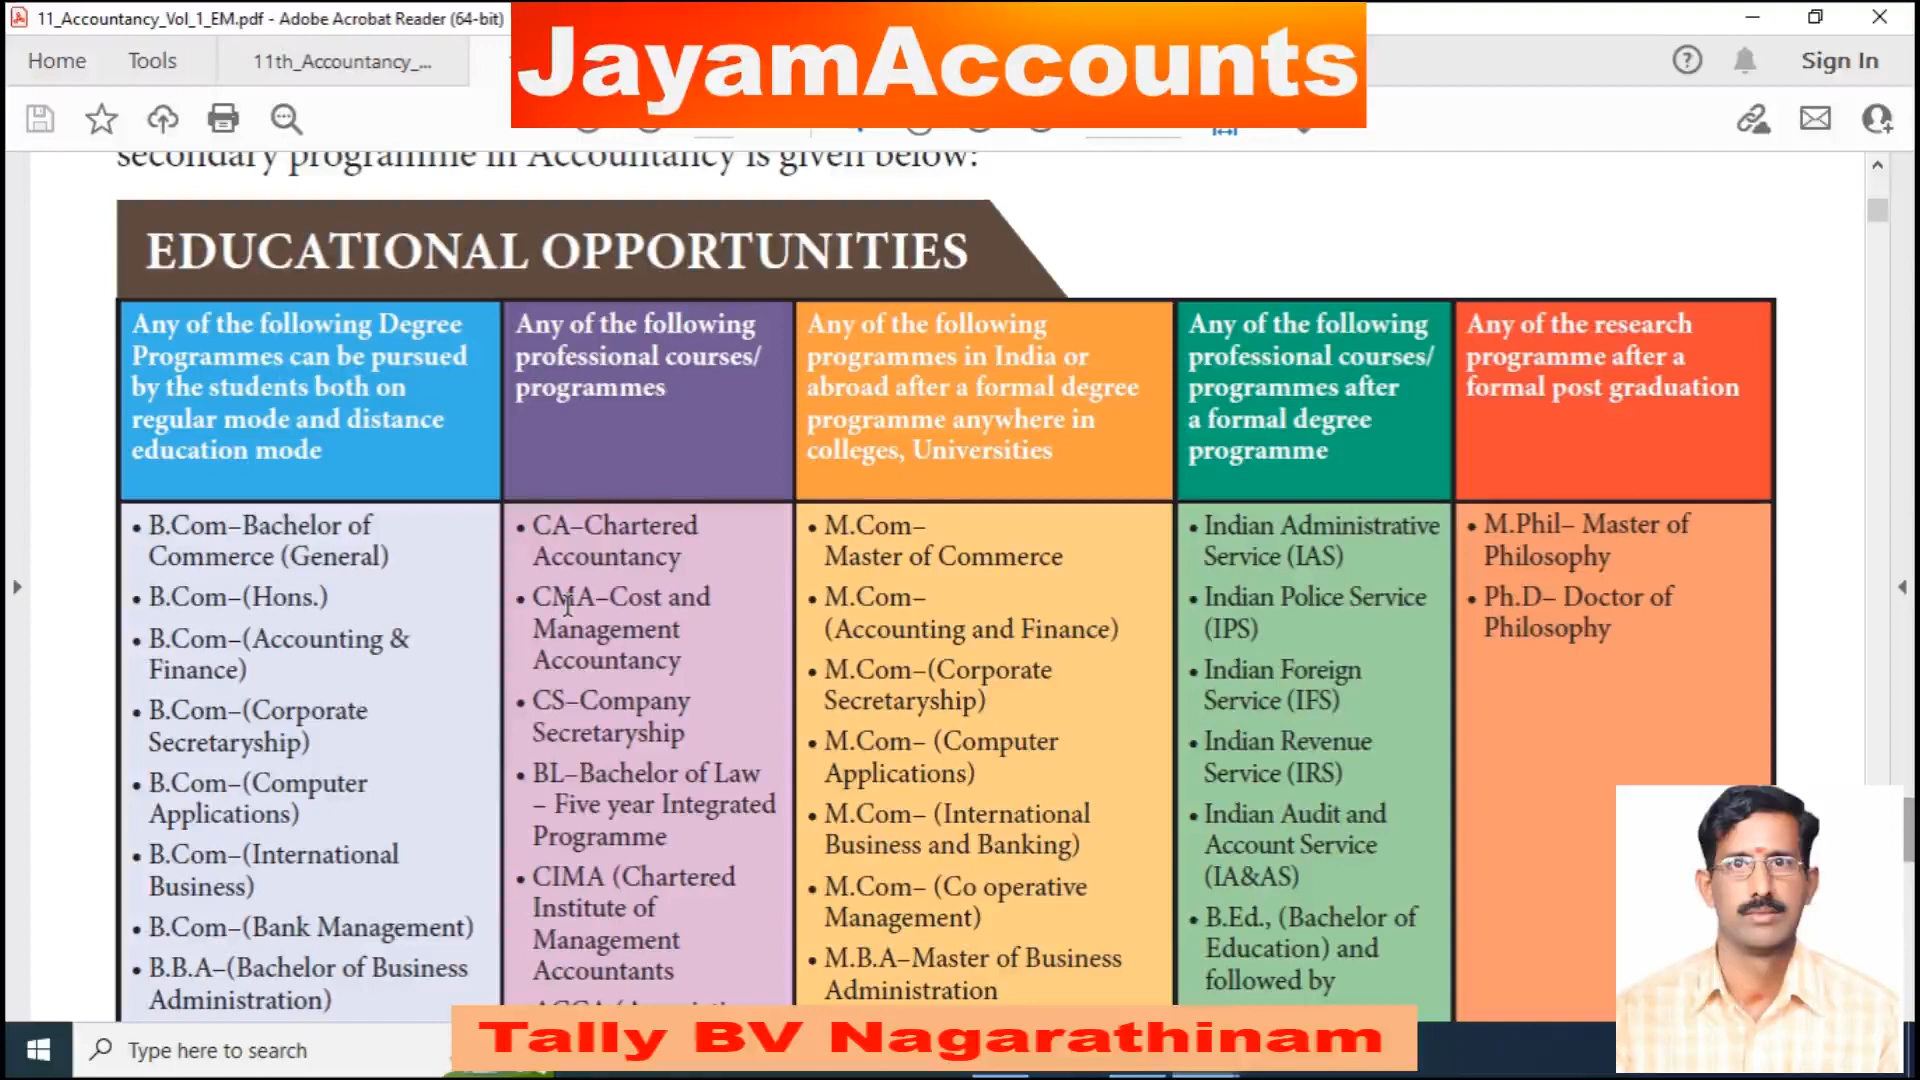 11_Accountancy_Vol_1_EM.pdf - Adobe Acrobat Reader (64-bit)
JayamAccounts
Home
Tools
11th_Accountancy_...
Sign In
secondary programme in Accountancy is given below:
EDUCATIONAL OPPORTUNITIES
Any of the following Degree
Programmes can be pursued
by the students both on
regular mode and distance
education mode
Any of the following
professional courses/
programmes
Any of the following
programmes in India or
abroad after a formal degree
programme anywhere in
colleges, Universities
Any of the following
professional courses/
programmes after
a formal degree
programme
Any of the research
programme after a
formal post graduation
• B.Com–Bachelor of
Commerce (General)
• B.Com–(Hons.)
• B.Com–(Accounting &
Finance)
• B.Com–(Corporate
Secretaryship)
• B.Com–(Computer
Applications)
• B.Com–(International
Business)
• B.Com–(Bank Management)
• B.B.A–(Bachelor of Business
Administration)
• CA–Chartered
Accountancy
• CMA–Cost and
Management
Accountancy
• CS–Company
Secretaryship
• BL–Bachelor of Law
– Five year Integrated
Programme
• CIMA (Chartered
Institute of
Management
Accountants
• M.Com–
Master of Commerce
• M.Com–
(Accounting and Finance)
• M.Com–(Corporate
Secretaryship)
• M.Com– (Computer
Applications)
• M.Com– (International
Business and Banking)
• M.Com– (Co operative
Management)
• M.B.A–Master of Business
Administration
• Indian Administrative
Service (IAS)
• Indian Police Service
(IPS)
• Indian Foreign
Service (IFS)
• Indian Revenue
Service (IRS)
• Indian Audit and
Account Service
(IA&AS)
• B.Ed., (Bachelor of
Education) and
followed by
• M.Phil– Master of
Philosophy
• Ph.D– Doctor of
Philosophy
Type here to search
Tally BV Nagarathinam